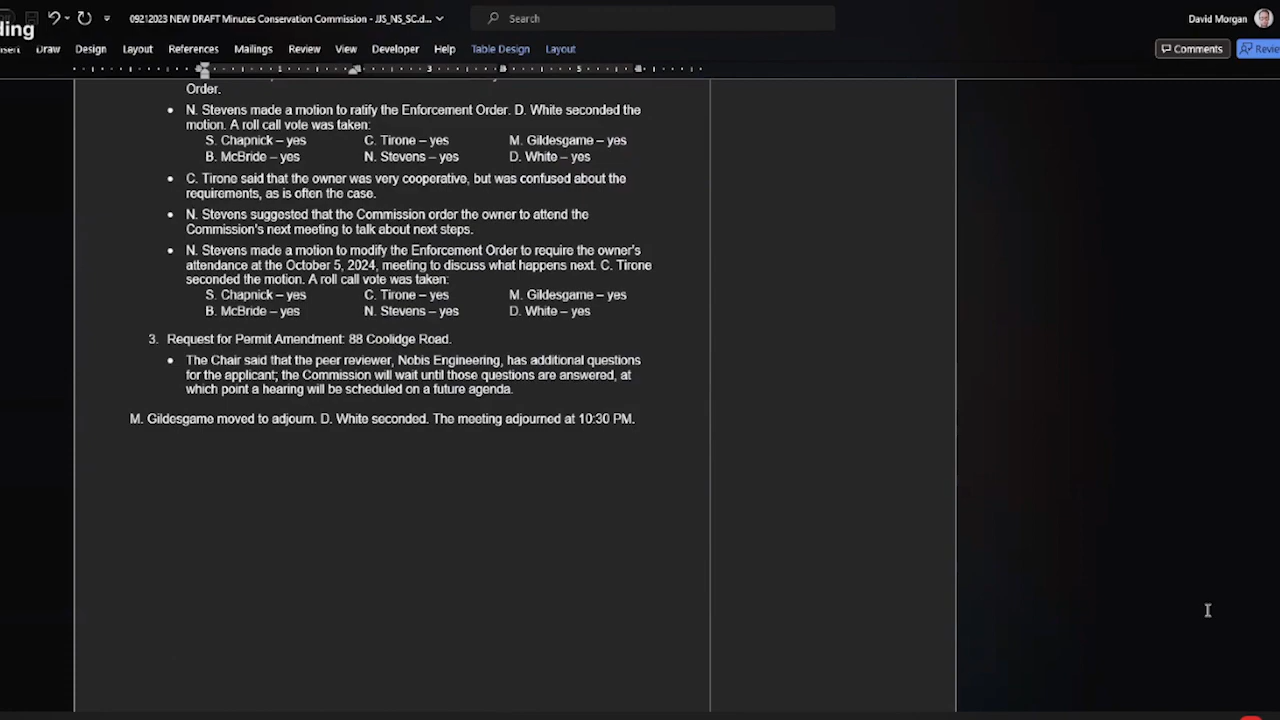 ding
09212023 NEW DRAFT Minutes Conservation Commission - JJS_NS_SC.d...
Search
David Morgan
Draw Design Layout References Mailings Review View Developer Help Table Design Layout
Comments
1 3 5
Order.
• N. Stevens made a motion to ratify the Enforcement Order. D. White seconded the
motion. A roll call vote was taken:
S. Chapnick – yes C. Tirone – yes M. Gildesgame – yes
B. McBride – yes N. Stevens – yes D. White – yes
• C. Tirone said that the owner was very cooperative, but was confused about the
requirements, as is often the case.
• N. Stevens suggested that the Commission order the owner to attend the
Commission's next meeting to talk about next steps.
• N. Stevens made a motion to modify the Enforcement Order to require the owner's
attendance at the October 5, 2024, meeting to discuss what happens next. C. Tirone
seconded the motion. A roll call vote was taken:
S. Chapnick – yes C. Tirone – yes M. Gildesgame – yes
B. McBride – yes N. Stevens – yes D. White – yes
3. Request for Permit Amendment: 88 Coolidge Road.
• The Chair said that the peer reviewer, Nobis Engineering, has additional questions
for the applicant; the Commission will wait until those questions are answered, at
which point a hearing will be scheduled on a future agenda.
M. Gildesgame moved to adjourn. D. White seconded. The meeting adjourned at 10:30 PM.